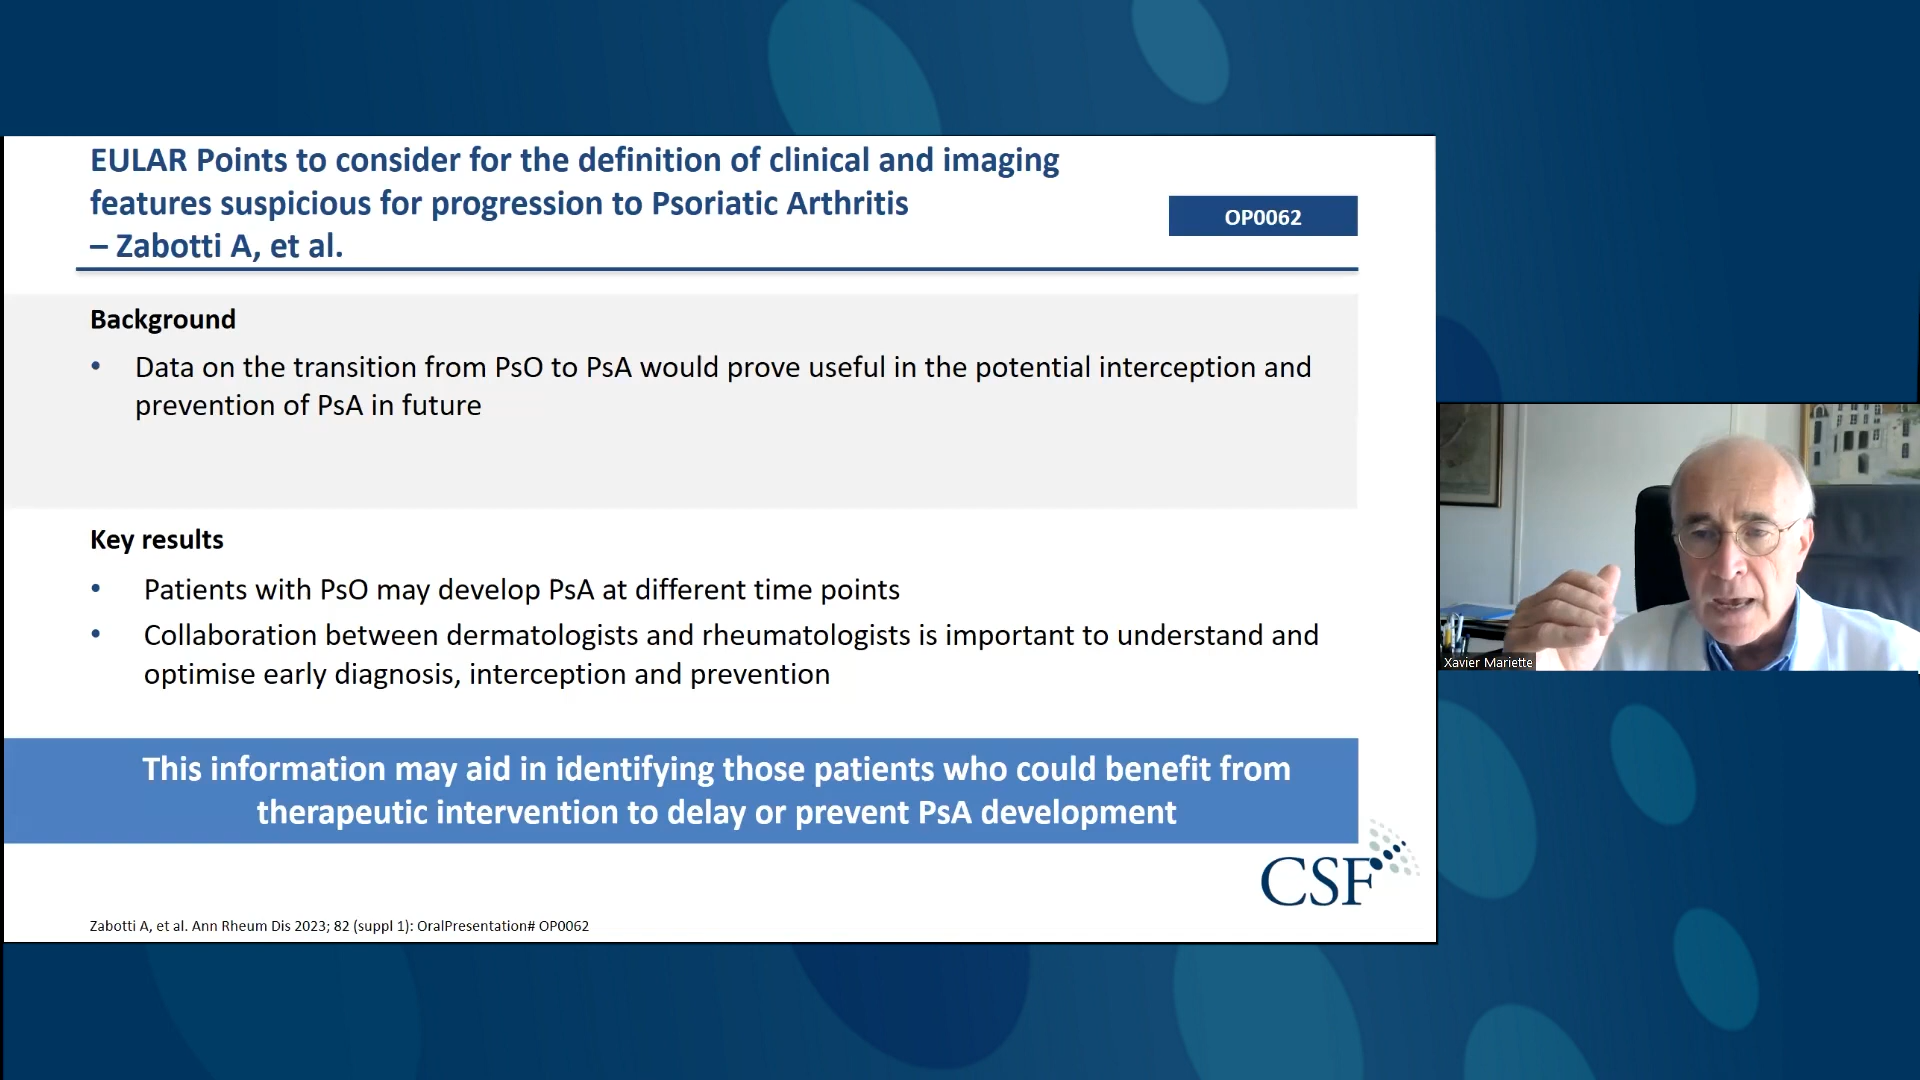 EULAR Points to consider for the definition of clinical and imaging
features suspicious for progression to Psoriatic Arthritis
– Zabotti A, et al.
OP0062
Background
• Data on the transition from PsO to PsA would prove useful in the potential interception and
prevention of PsA in future
Key results
• Patients with PsO may develop PsA at different time points
• Collaboration between dermatologists and rheumatologists is important to understand and
optimise early diagnosis, interception and prevention
This information may aid in identifying those patients who could benefit from
therapeutic intervention to delay or prevent PsA development
CSF
Zabotti A, et al. Ann Rheum Dis 2023; 82 (suppl 1): OralPresentation# OP0062
Xavier Mariette